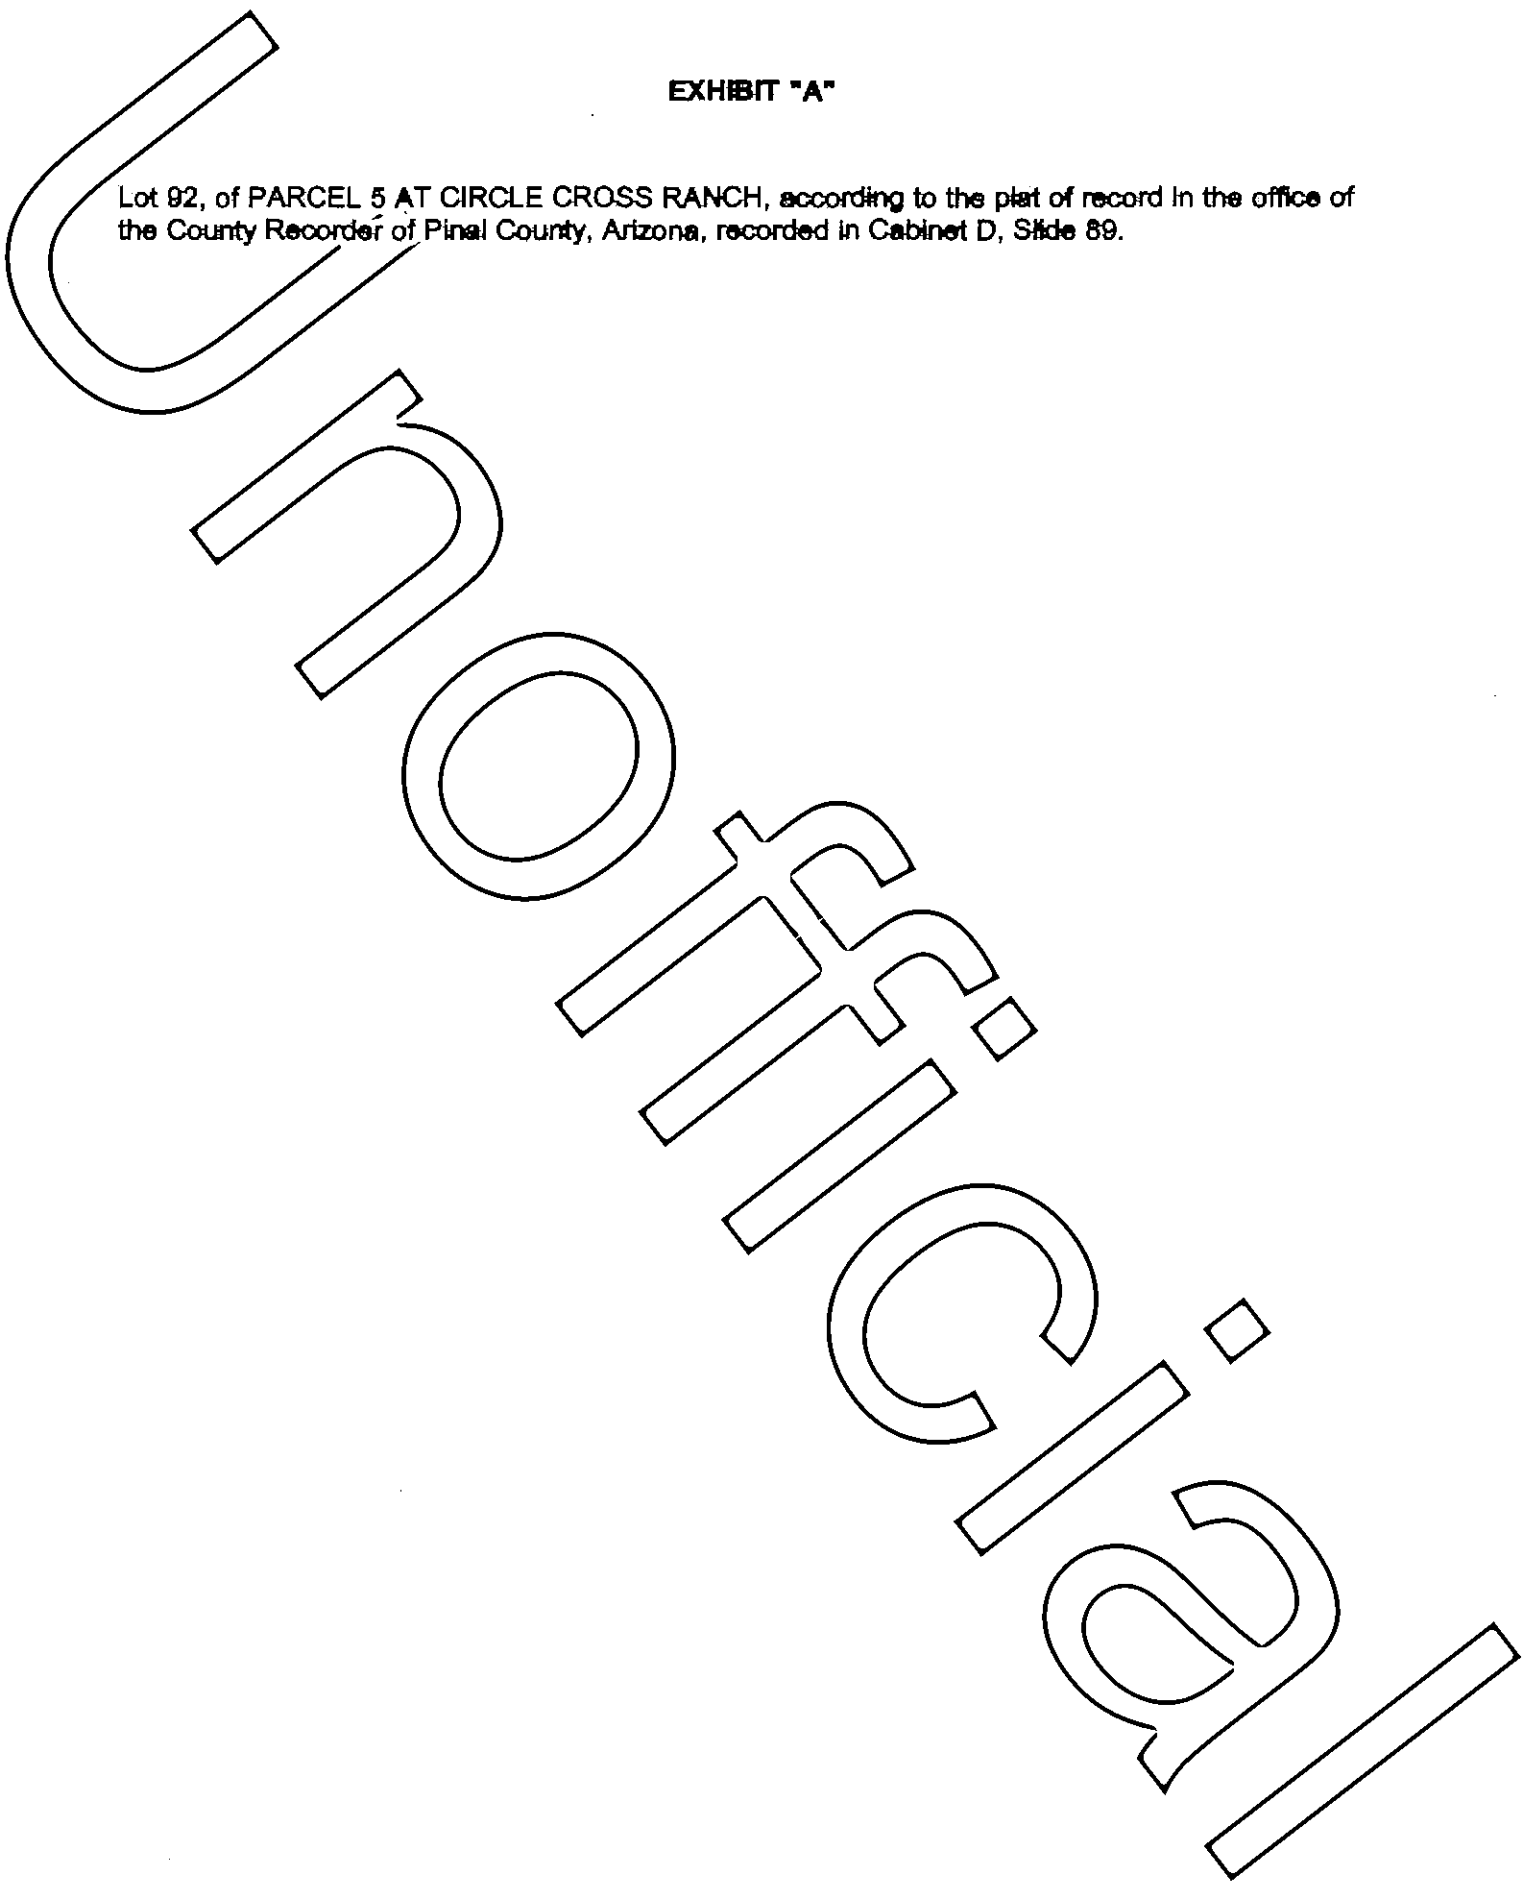 EXHIBIT "A"
Lot 92, of PARCEL 5 AT CIRCLE CROSS RANCH, according to the plat of record in the office of
the County Recorder of Pinal County, Arizona, recorded in Cabinet D, Slide 89.
Unofficial